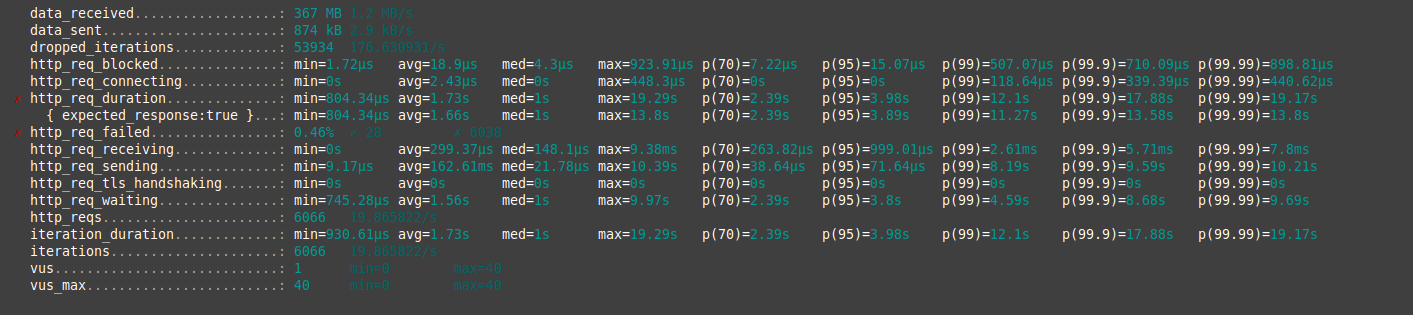 data_received..................: 367 MB 1.2 MB/s
data_sent......................: 874 kB 2.9 kB/s
dropped_iterations.............: 53934 176.630931/s
http_req_blocked...............: min=1.72µs avg=18.9µs med=4.3µs max=923.91µs p(70)=7.22µs p(95)=15.07µs p(99)=507.07µs p(99.9)=710.09µs p(99.99)=898.81µs
http_req_connecting............: min=0s avg=2.43µs med=0s max=448.3µs p(70)=0s p(95)=0s p(99)=118.64µs p(99.9)=339.39µs p(99.99)=440.62µs
✗ http_req_duration..............: min=804.34µs avg=1.73s med=1s max=19.29s p(70)=2.39s p(95)=3.98s p(99)=12.1s p(99.9)=17.88s p(99.99)=19.17s
{ expected_response:true }...: min=804.34µs avg=1.66s med=1s max=13.8s p(70)=2.39s p(95)=3.89s p(99)=11.27s p(99.9)=13.58s p(99.99)=13.8s
✗ http_req_failed................: 0.46% ✓ 28 ✗ 6038
http_req_receiving.............: min=0s avg=299.37µs med=148.1µs max=9.38ms p(70)=263.82µs p(95)=999.01µs p(99)=2.61ms p(99.9)=5.71ms p(99.99)=7.8ms
http_req_sending...............: min=9.17µs avg=162.61ms med=21.78µs max=10.39s p(70)=38.64µs p(95)=71.64µs p(99)=8.19s p(99.9)=9.59s p(99.99)=10.21s
http_req_tls_handshaking.......: min=0s avg=0s med=0s max=0s p(70)=0s p(95)=0s p(99)=0s p(99.9)=0s p(99.99)=0s
http_req_waiting...............: min=745.28µs avg=1.56s med=1s max=9.97s p(70)=2.39s p(95)=3.8s p(99)=4.59s p(99.9)=8.68s p(99.99)=9.69s
http_reqs......................: 6066 19.865822/s
iteration_duration.............: min=930.61µs avg=1.73s med=1s max=19.29s p(70)=2.39s p(95)=3.98s p(99)=12.1s p(99.9)=17.88s p(99.99)=19.17s
iterations.....................: 6066 19.865822/s
vus............................: 1 min=0 max=40
vus_max........................: 40 min=0 max=40